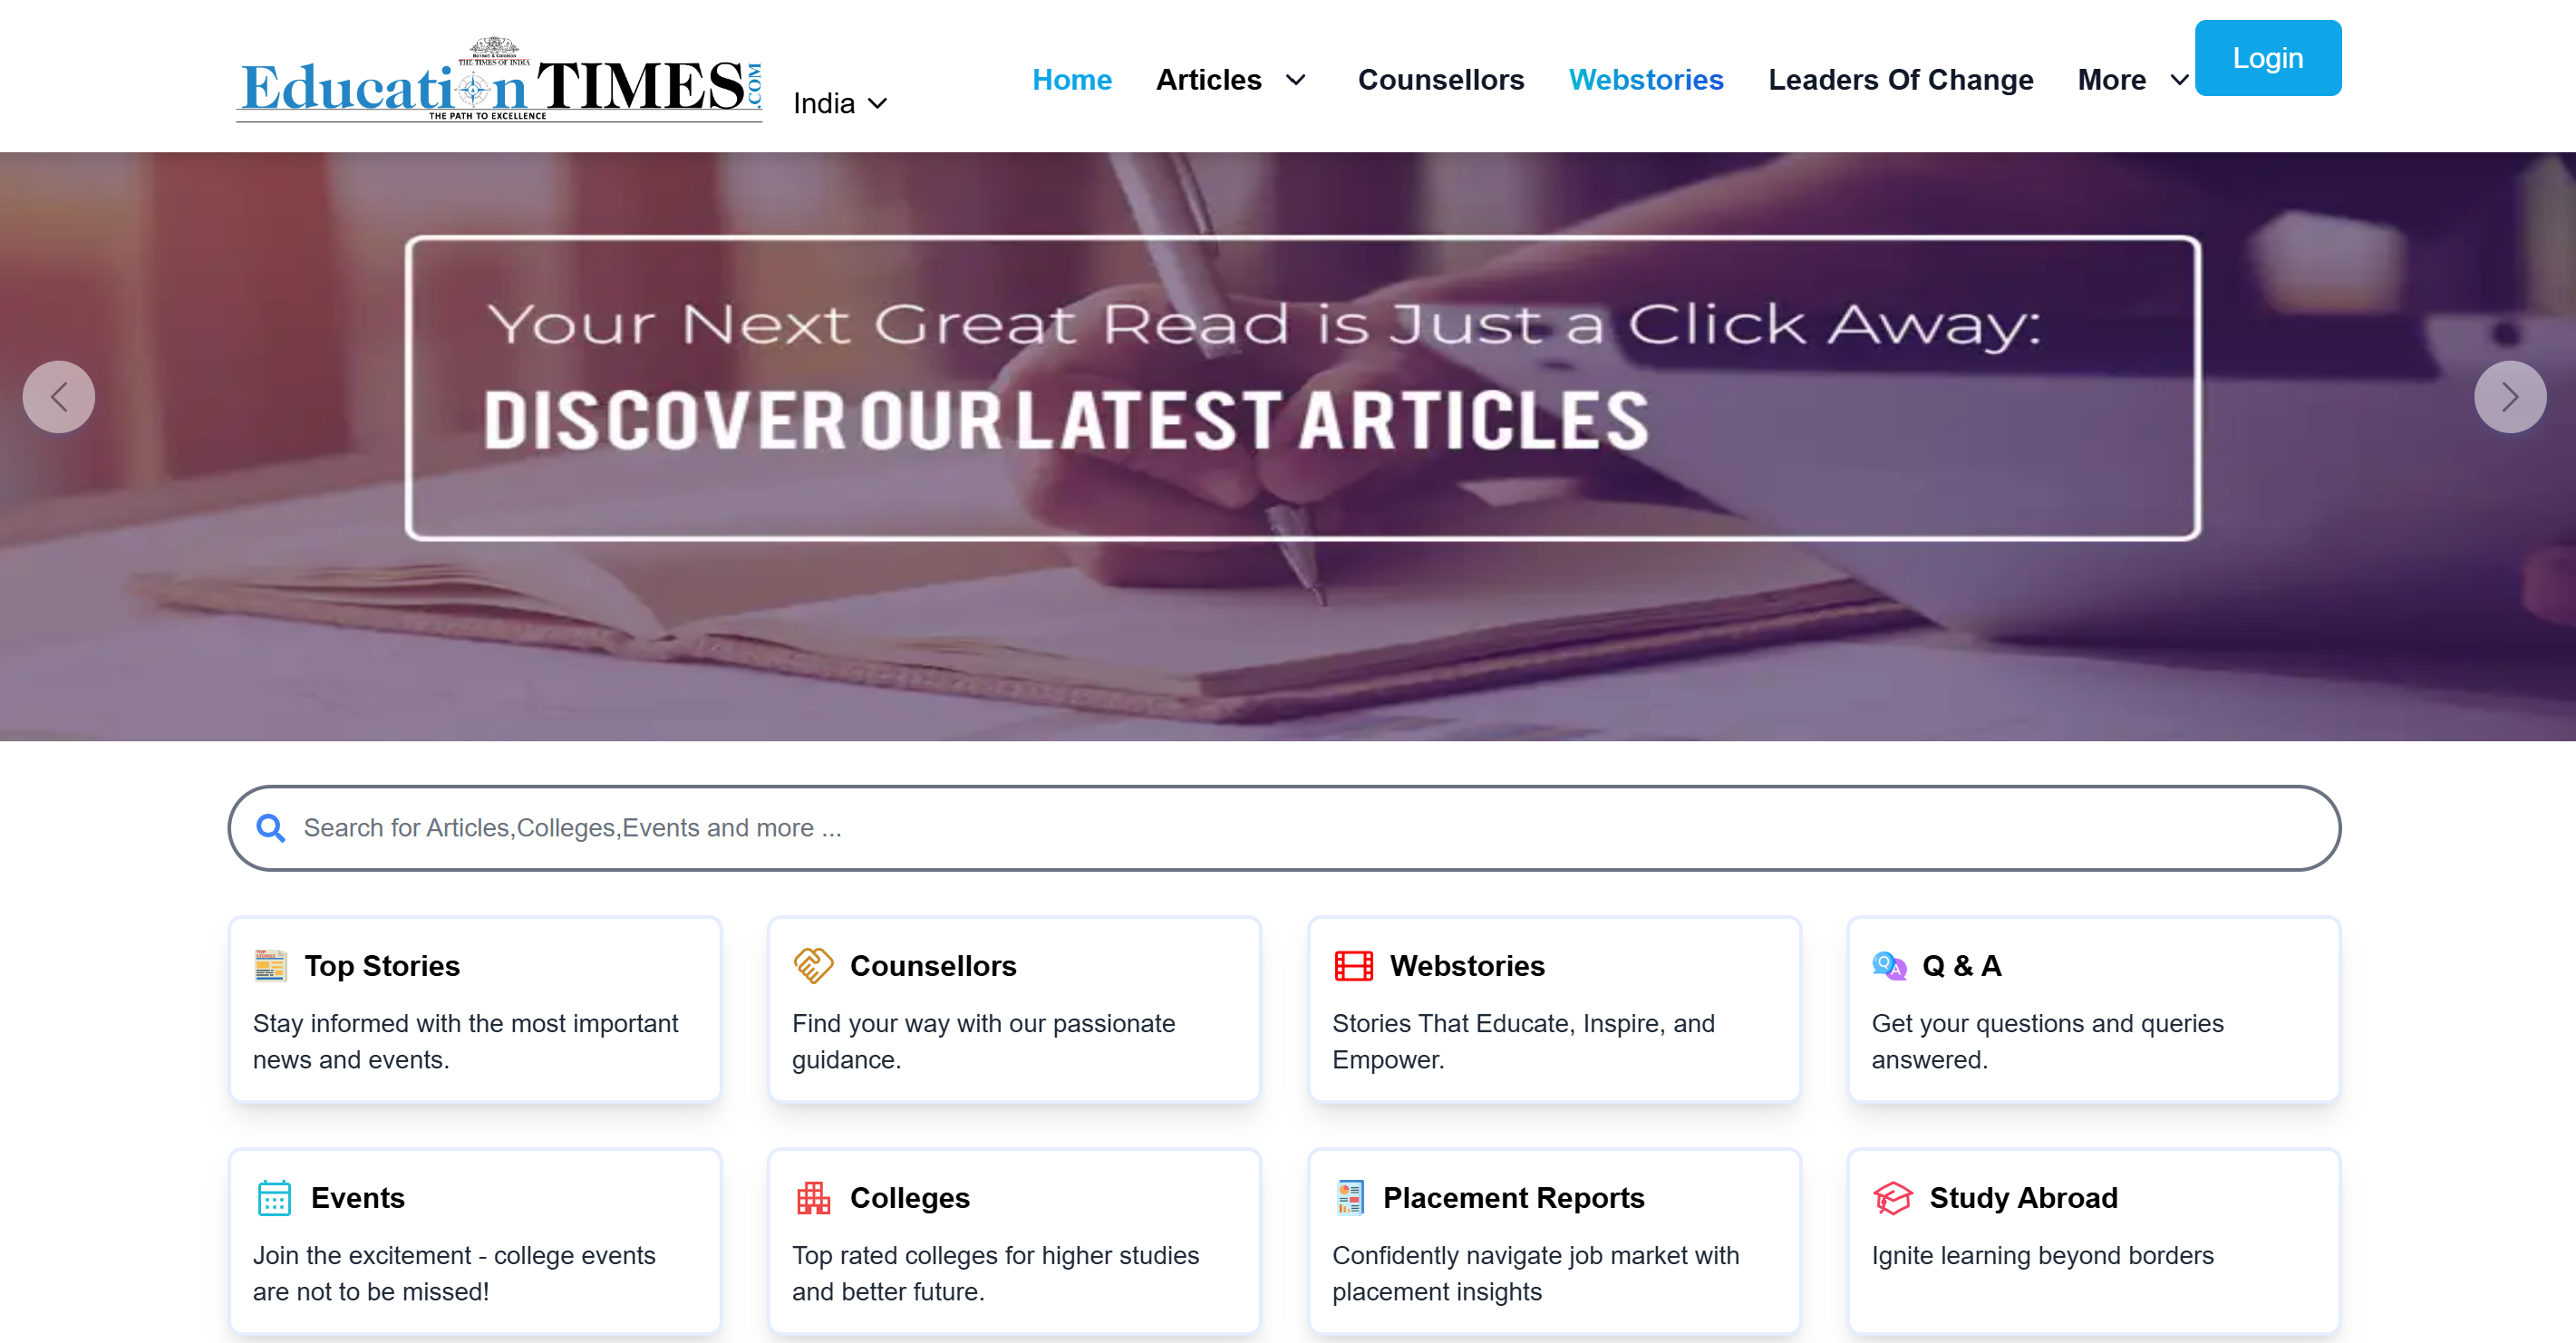 THE TIMES OF INDIA
Education TIMES .COM
THE PATH TO EXCELLENCE
India
Home
Articles
Counsellors
Webstories
Leaders Of Change
More
Login
Your Next Great Read is Just a Click Away:
DISCOVER OUR LATEST ARTICLES
Search for Articles,Colleges,Events and more ...
Top Stories
Stay informed with the most important
news and events.
Counsellors
Find your way with our passionate
guidance.
Webstories
Stories That Educate, Inspire, and
Empower.
Q & A
Get your questions and queries
answered.
Events
Join the excitement - college events
are not to be missed!
Colleges
Top rated colleges for higher studies
and better future.
Placement Reports
Confidently navigate job market with
placement insights
Study Abroad
Ignite learning beyond borders